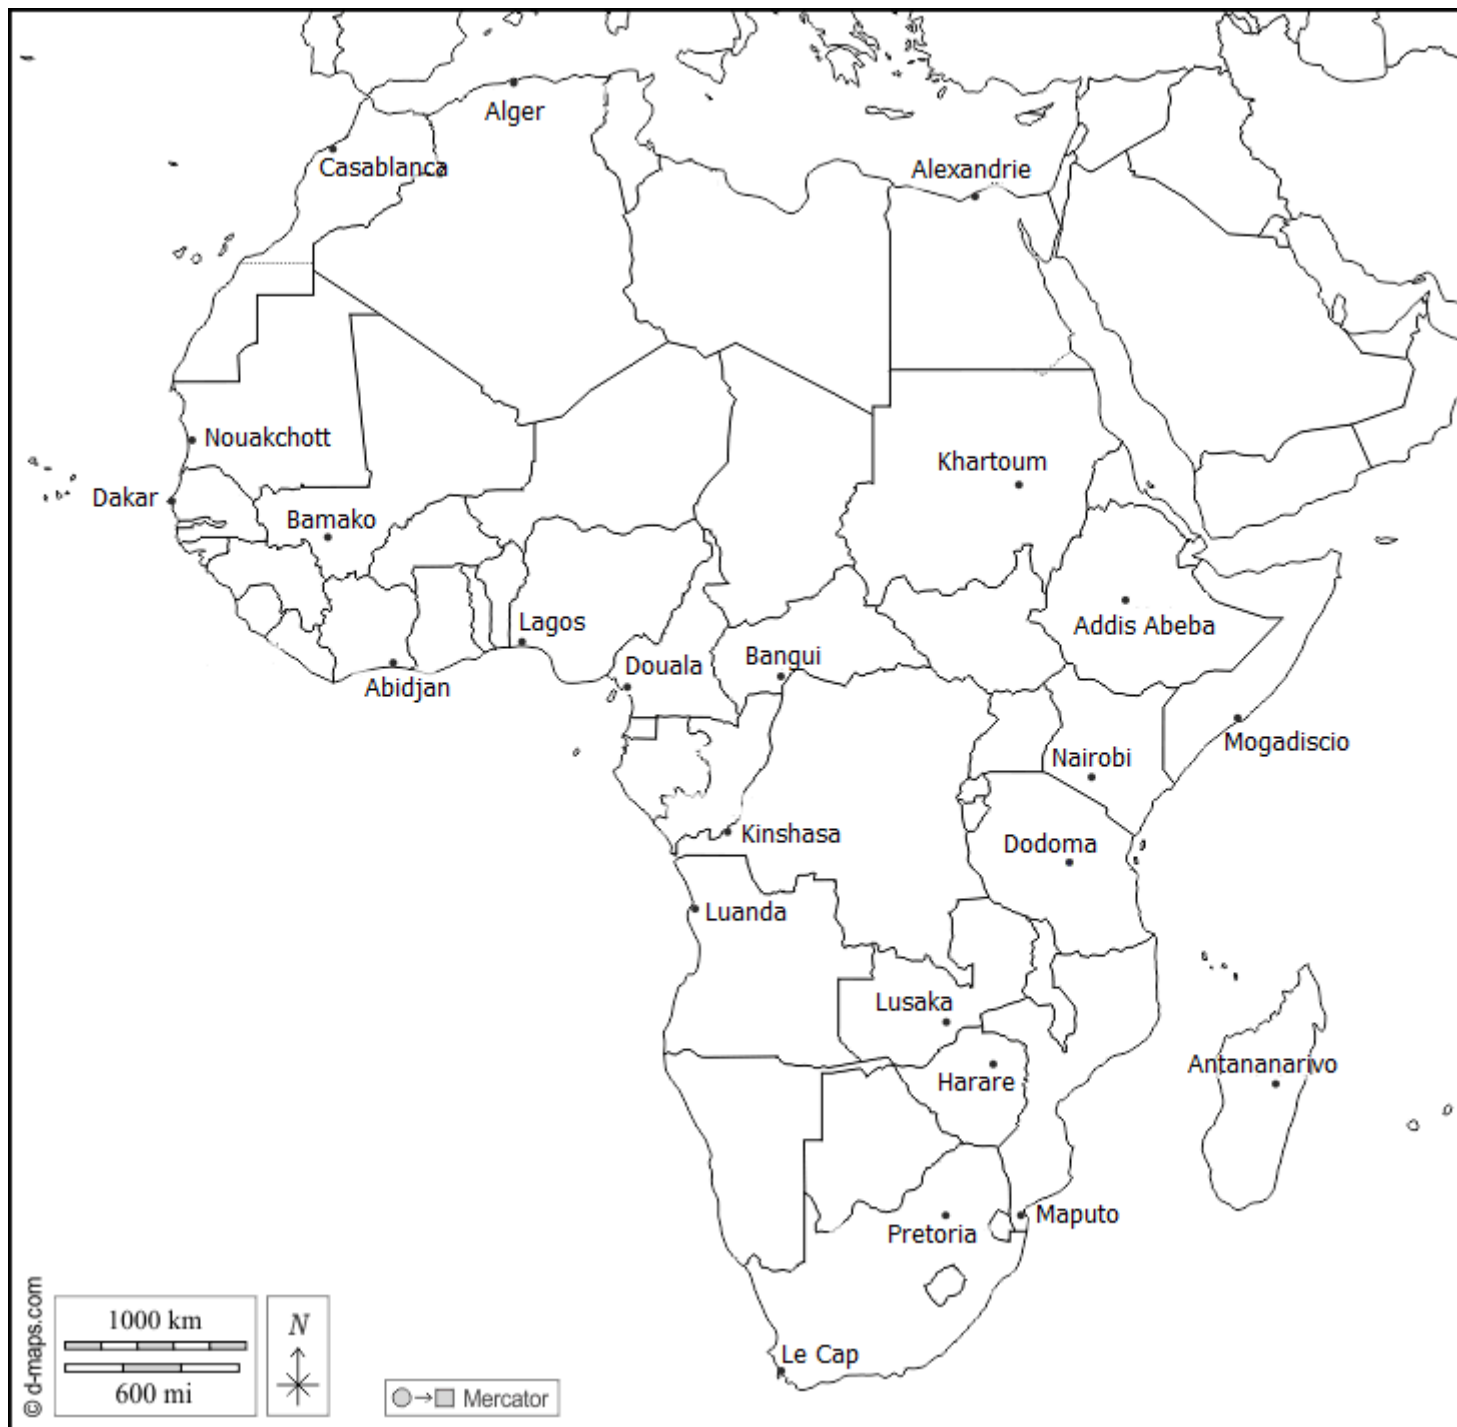 Alger
Casablanca
Alexandrie
Nouakchott
Khartoum
Dakar
Bamako
Lagos
Addis Abeba
Douala
Bangui
Abidjan
Mogadiscio
Nairobi
Kinshasa
Dodoma
Luanda
Lusaka
Antananarivo
Harare
Maputo
Pretoria
Le Cap
© d-maps.com
1000 km
600 mi
N
Mercator